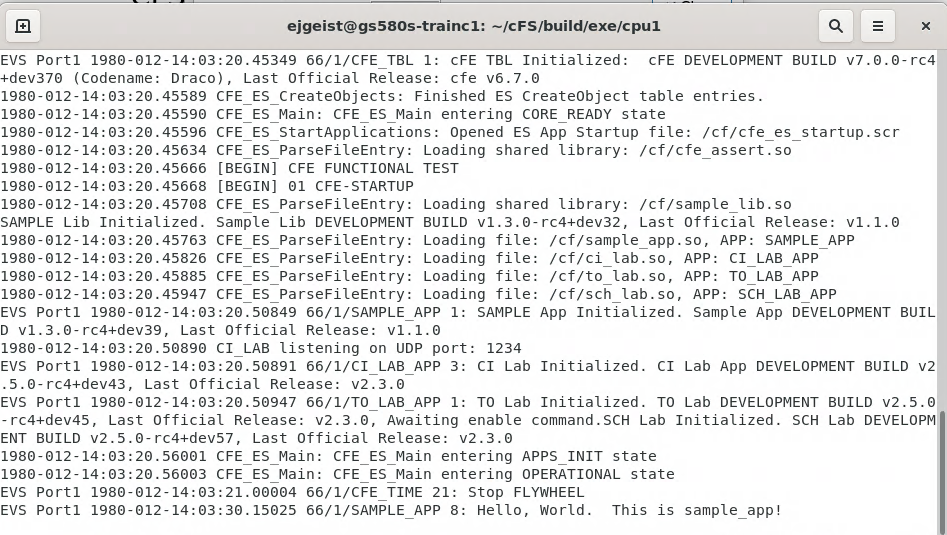 ejgeist@gs580s-trainc1: ~/cFS/build/exe/cpu1
EVS Port1 1980-012-14:03:20.45349 66/1/CFE_TBL 1: cFE TBL Initialized:  cFE DEVELOPMENT BUILD v7.0.0-rc4
+dev370 (Codename: Draco), Last Official Release: cfe v6.7.0
1980-012-14:03:20.45589 CFE_ES_CreateObjects: Finished ES CreateObject table entries.
1980-012-14:03:20.45590 CFE_ES_Main: CFE_ES_Main entering CORE_READY state
1980-012-14:03:20.45596 CFE_ES_StartApplications: Opened ES App Startup file: /cf/cfe_es_startup.scr
1980-012-14:03:20.45634 CFE_ES_ParseFileEntry: Loading shared library: /cf/cfe_assert.so
1980-012-14:03:20.45666 [BEGIN] CFE FUNCTIONAL TEST
1980-012-14:03:20.45668 [BEGIN] 01 CFE-STARTUP
1980-012-14:03:20.45708 CFE_ES_ParseFileEntry: Loading shared library: /cf/sample_lib.so
SAMPLE Lib Initialized. Sample Lib DEVELOPMENT BUILD v1.3.0-rc4+dev32, Last Official Release: v1.1.0
1980-012-14:03:20.45763 CFE_ES_ParseFileEntry: Loading file: /cf/sample_app.so, APP: SAMPLE_APP
1980-012-14:03:20.45826 CFE_ES_ParseFileEntry: Loading file: /cf/ci_lab.so, APP: CI_LAB_APP
1980-012-14:03:20.45885 CFE_ES_ParseFileEntry: Loading file: /cf/to_lab.so, APP: TO_LAB_APP
1980-012-14:03:20.45947 CFE_ES_ParseFileEntry: Loading file: /cf/sch_lab.so, APP: SCH_LAB_APP
EVS Port1 1980-012-14:03:20.50849 66/1/SAMPLE_APP 1: SAMPLE App Initialized. Sample App DEVELOPMENT BUIL
D v1.3.0-rc4+dev39, Last Official Release: v1.1.0
1980-012-14:03:20.50890 CI_LAB listening on UDP port: 1234
EVS Port1 1980-012-14:03:20.50891 66/1/CI_LAB_APP 3: CI Lab Initialized. CI Lab App DEVELOPMENT BUILD v2
.5.0-rc4+dev43, Last Official Release: v2.3.0
EVS Port1 1980-012-14:03:20.50947 66/1/TO_LAB_APP 1: TO Lab Initialized. TO Lab DEVELOPMENT BUILD v2.5.0
-rc4+dev45, Last Official Release: v2.3.0, Awaiting enable command.SCH Lab Initialized. SCH Lab DEVELOPM
ENT BUILD v2.5.0-rc4+dev57, Last Official Release: v2.3.0
1980-012-14:03:20.56001 CFE_ES_Main: CFE_ES_Main entering APPS_INIT state
1980-012-14:03:20.56003 CFE_ES_Main: CFE_ES_Main entering OPERATIONAL state
EVS Port1 1980-012-14:03:21.00004 66/1/CFE_TIME 21: Stop FLYWHEEL
EVS Port1 1980-012-14:03:30.15025 66/1/SAMPLE_APP 8: Hello, World.  This is sample_app!